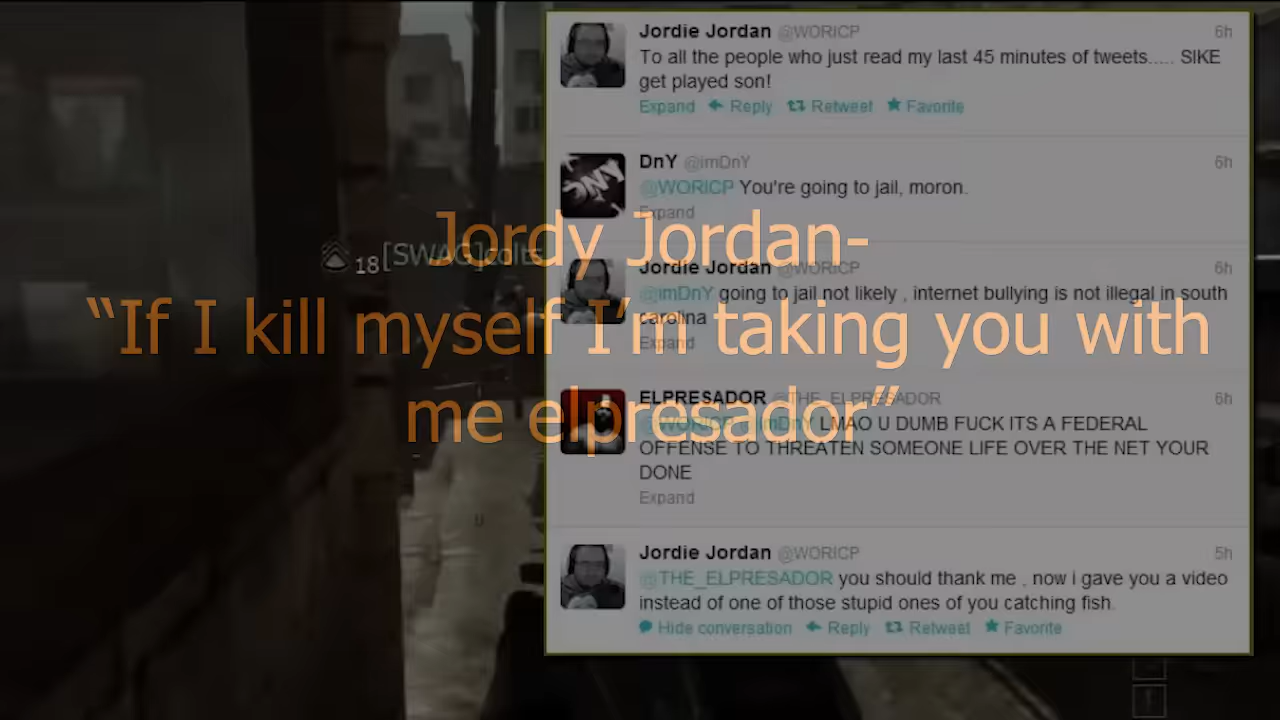 Jordie Jordan @WORICP 6h
To all the people who just read my last 45 minutes of tweets..... SIKE
get played son!
Expand Reply Retweet Favorite
DnY @imDnY 6h
@WORICP You're going to jail, moron.
Expand
Jordy Jordan-
18 [SWAG]colts
Jordie Jordan @WORICP 6h
@imDnY going to jail not likely , internet bullying is not illegal in south
carolina
Expand
“If I kill myself I’m taking you with
me elpresador”
ELPRESADOR @THE_ELPRESADOR 6h
@WORICP @imDnY LMAO U DUMB FUCK ITS A FEDERAL
OFFENSE TO THREATEN SOMEONE LIFE OVER THE NET YOUR
DONE
Expand
Jordie Jordan @WORICP 5h
@THE_ELPRESADOR you should thank me , now i gave you a video
instead of one of those stupid ones of you catching fish.
Hide conversation Reply Retweet Favorite